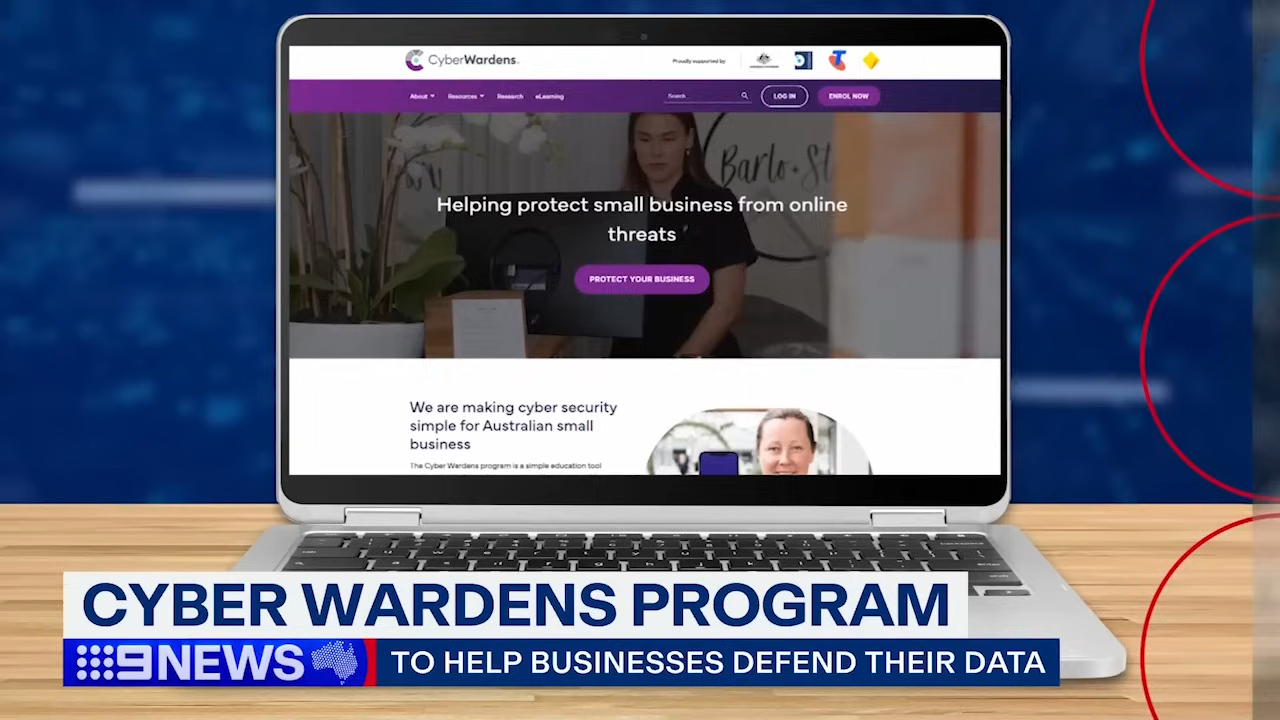 CyberWardens
Proudly supported by
About
Resources
Research
eLearning
Search
LOG IN
ENROL NOW
Barlo·St
Helping protect small business from online
threats
PROTECT YOUR BUSINESS
We are making cyber security
simple for Australian small
business
The Cyber Wardens program is a simple education tool
CYBER WARDENS PROGRAM
9NEWS
TO HELP BUSINESSES DEFEND THEIR DATA